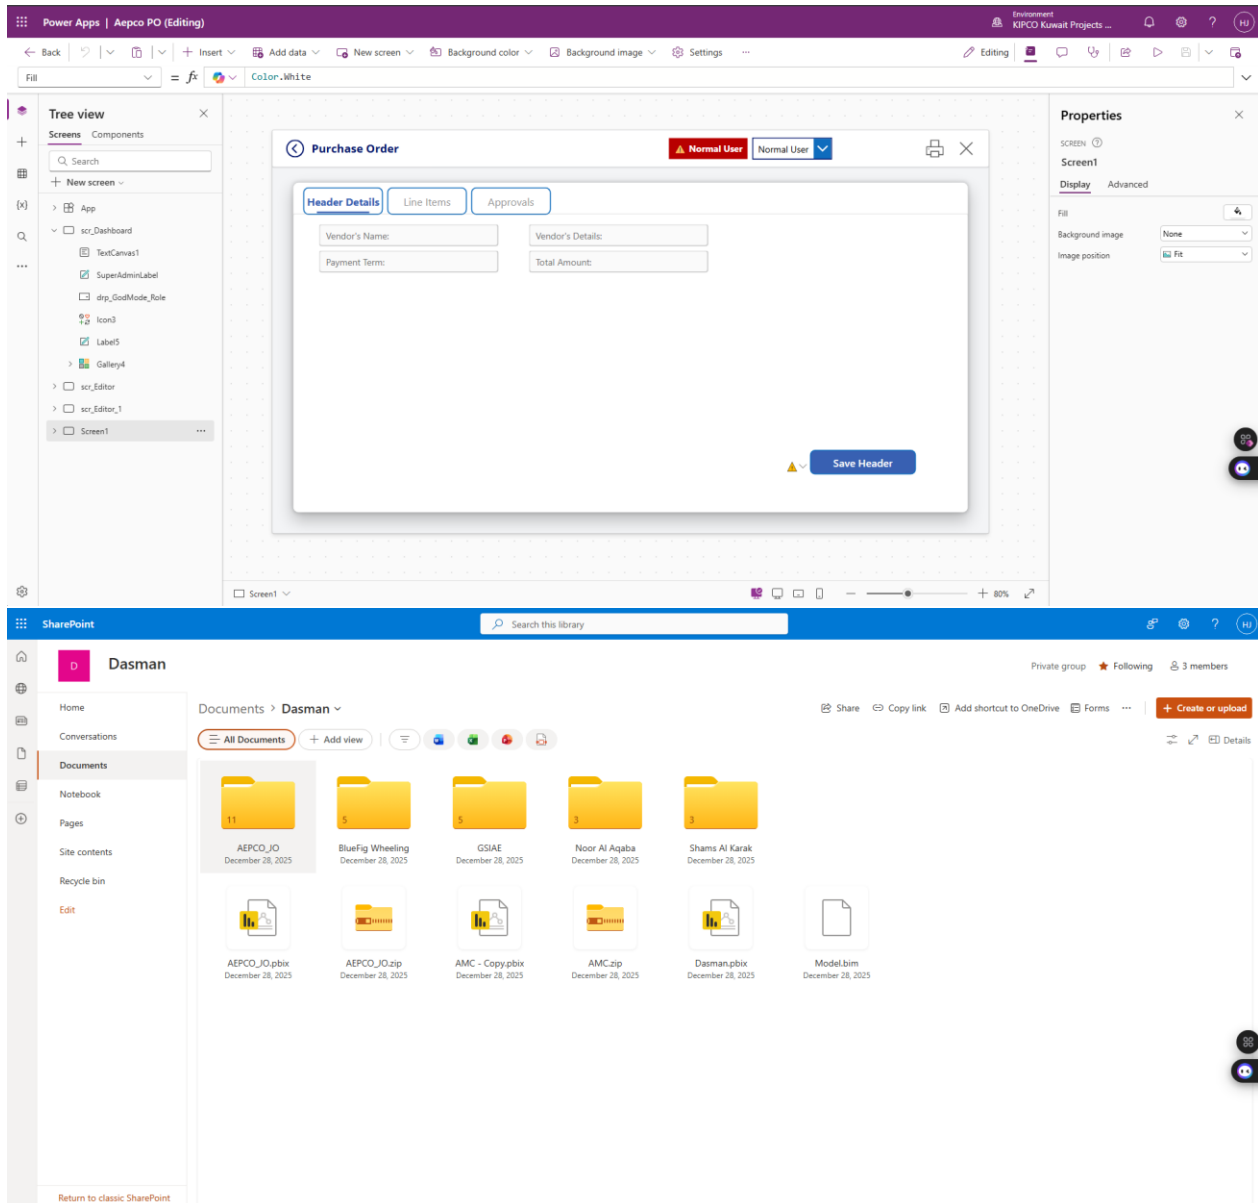 Power Apps | Aepco PO (Editing)
Environment
KIPCO Kuwait Projects ...
HJ
Back
Insert
Add data
New screen
Background color
Background image
Settings
Editing
Fill
= fx
Color.White
Tree view
Screens Components
Search
New screen
App
scr_Dashboard
TextCanvas1
SuperAdminLabel
drp_GodMode_Role
Icon3
Label5
Gallery4
scr_Editor
scr_Editor_1
Screen1
Purchase Order
Normal User
Normal User
Header Details
Line Items
Approvals
Vendor's Name:
Vendor's Details:
Payment Term:
Total Amount:
Save Header
Properties
SCREEN
Screen1
Display Advanced
Fill
Background image
None
Image position
Fit
Screen1
80%
SharePoint
Search this library
HJ
D
Dasman
Private group
Following
3 members
Home
Conversations
Documents
Notebook
Pages
Site contents
Recycle bin
Edit
Return to classic SharePoint
Documents > Dasman
Share
Copy link
Add shortcut to OneDrive
Forms
...
+ Create or upload
All Documents
Add view
Details
11
AEPCO_JO
December 28, 2025
5
BlueFig Wheeling
December 28, 2025
5
GSIAE
December 28, 2025
3
Noor Al Aqaba
December 28, 2025
3
Shams Al Karak
December 28, 2025
AEPCO_JO.pbix
December 28, 2025
AEPCO_JO.zip
December 28, 2025
AMC - Copy.pbix
December 28, 2025
AMC.zip
December 28, 2025
Dasman.pbix
December 28, 2025
Model.bim
December 28, 2025